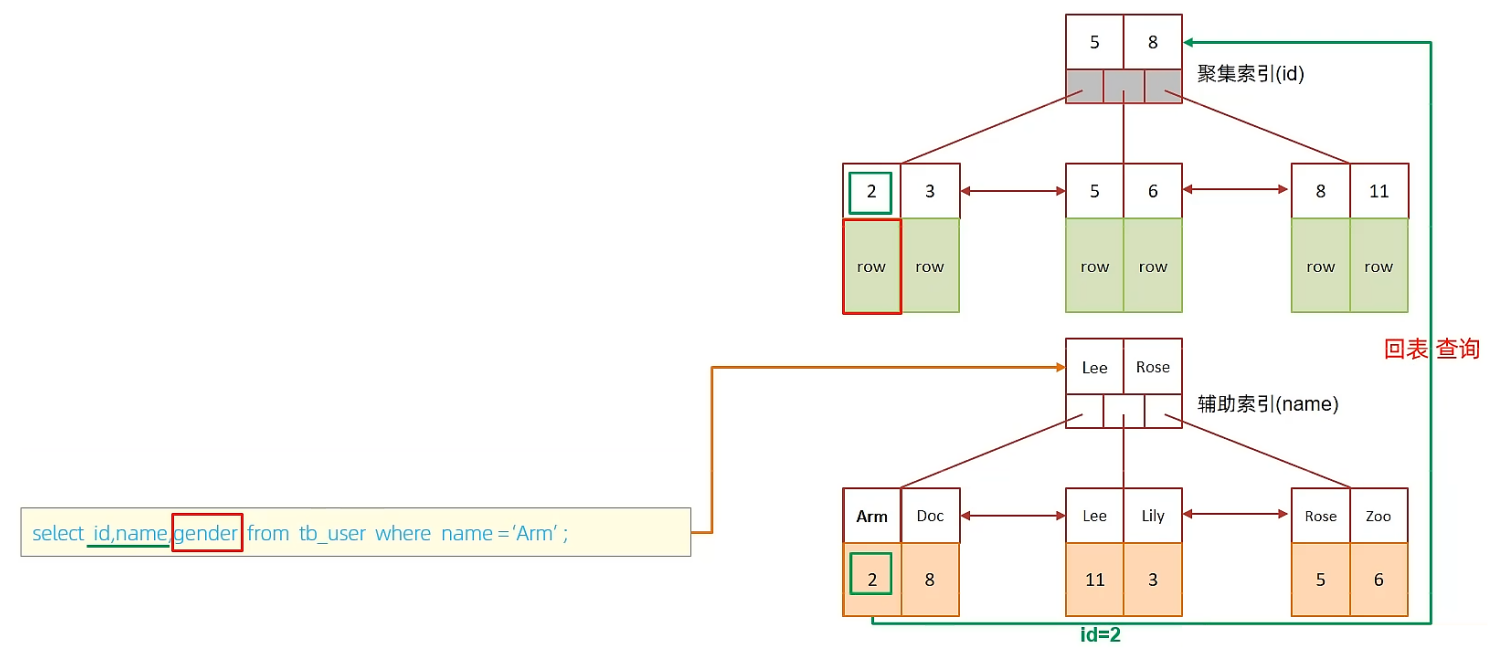 5 8
聚集索引(id)
2 3 5 6 8 11
row row row row row row
回表 查询
Lee Rose
辅助索引(name)
Arm Doc Lee Lily Rose Zoo
select id,name,gender from tb_user where name =‘Arm’ ;
2 8 11 3 5 6
id=2